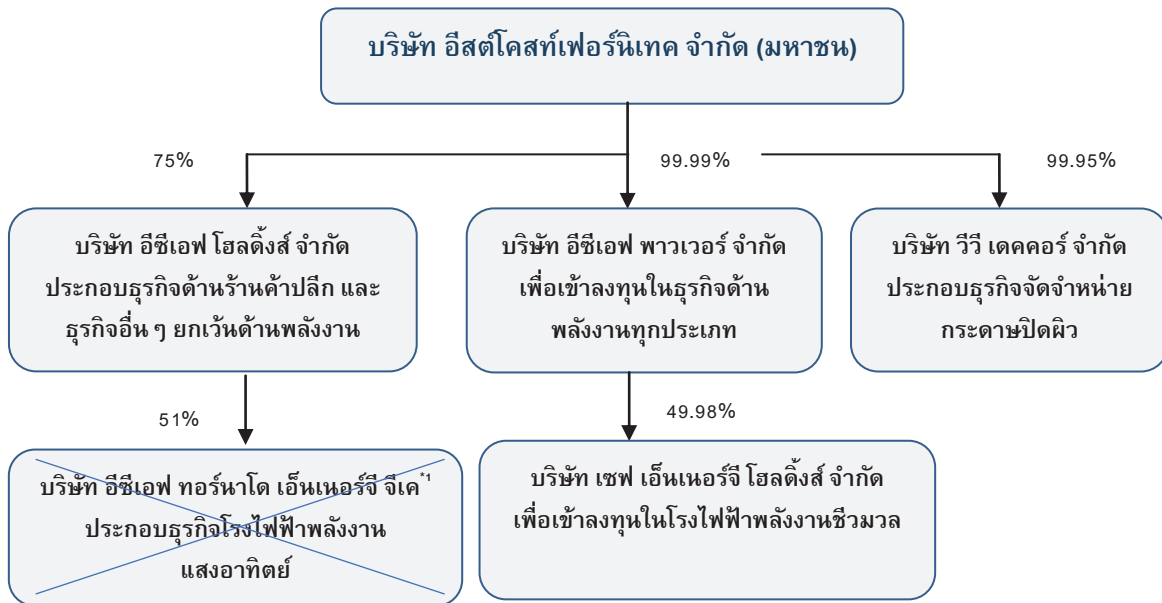 บริษัท อีสต์โคสท์เฟอร์นิเทค จำกัด (มหาชน)
75%
99.99%
99.95%
บริษัท อีซีเอฟ โฮลดิ้งส์ จำกัด
ประกอบธุรกิจด้านร้านค้าปลีก และ
ธุรกิจอื่น ๆ ยกเว้นด้านพลังงาน
บริษัท อีซีเอฟ พาวเวอร์ จำกัด
เพื่อเข้าลงทุนในธุรกิจด้าน
พลังงานทุกประเภท
บริษัท วีวี เดคคอร์ จำกัด
ประกอบธุรกิจจัดจำหน่าย
กระดาษปิดผิว
51%
49.98%
บริษัท อีซีเอฟ ทอร์นาโด เอ็นเนอร์จี จีเค*1
ประกอบธุรกิจโรงไฟฟ้าพลังงาน
แสงอาทิตย์
บริษัท เซฟ เอ็นเนอร์จี โฮลดิ้งส์ จำกัด
เพื่อเข้าลงทุนในโรงไฟฟ้าพลังงานชีวมวล